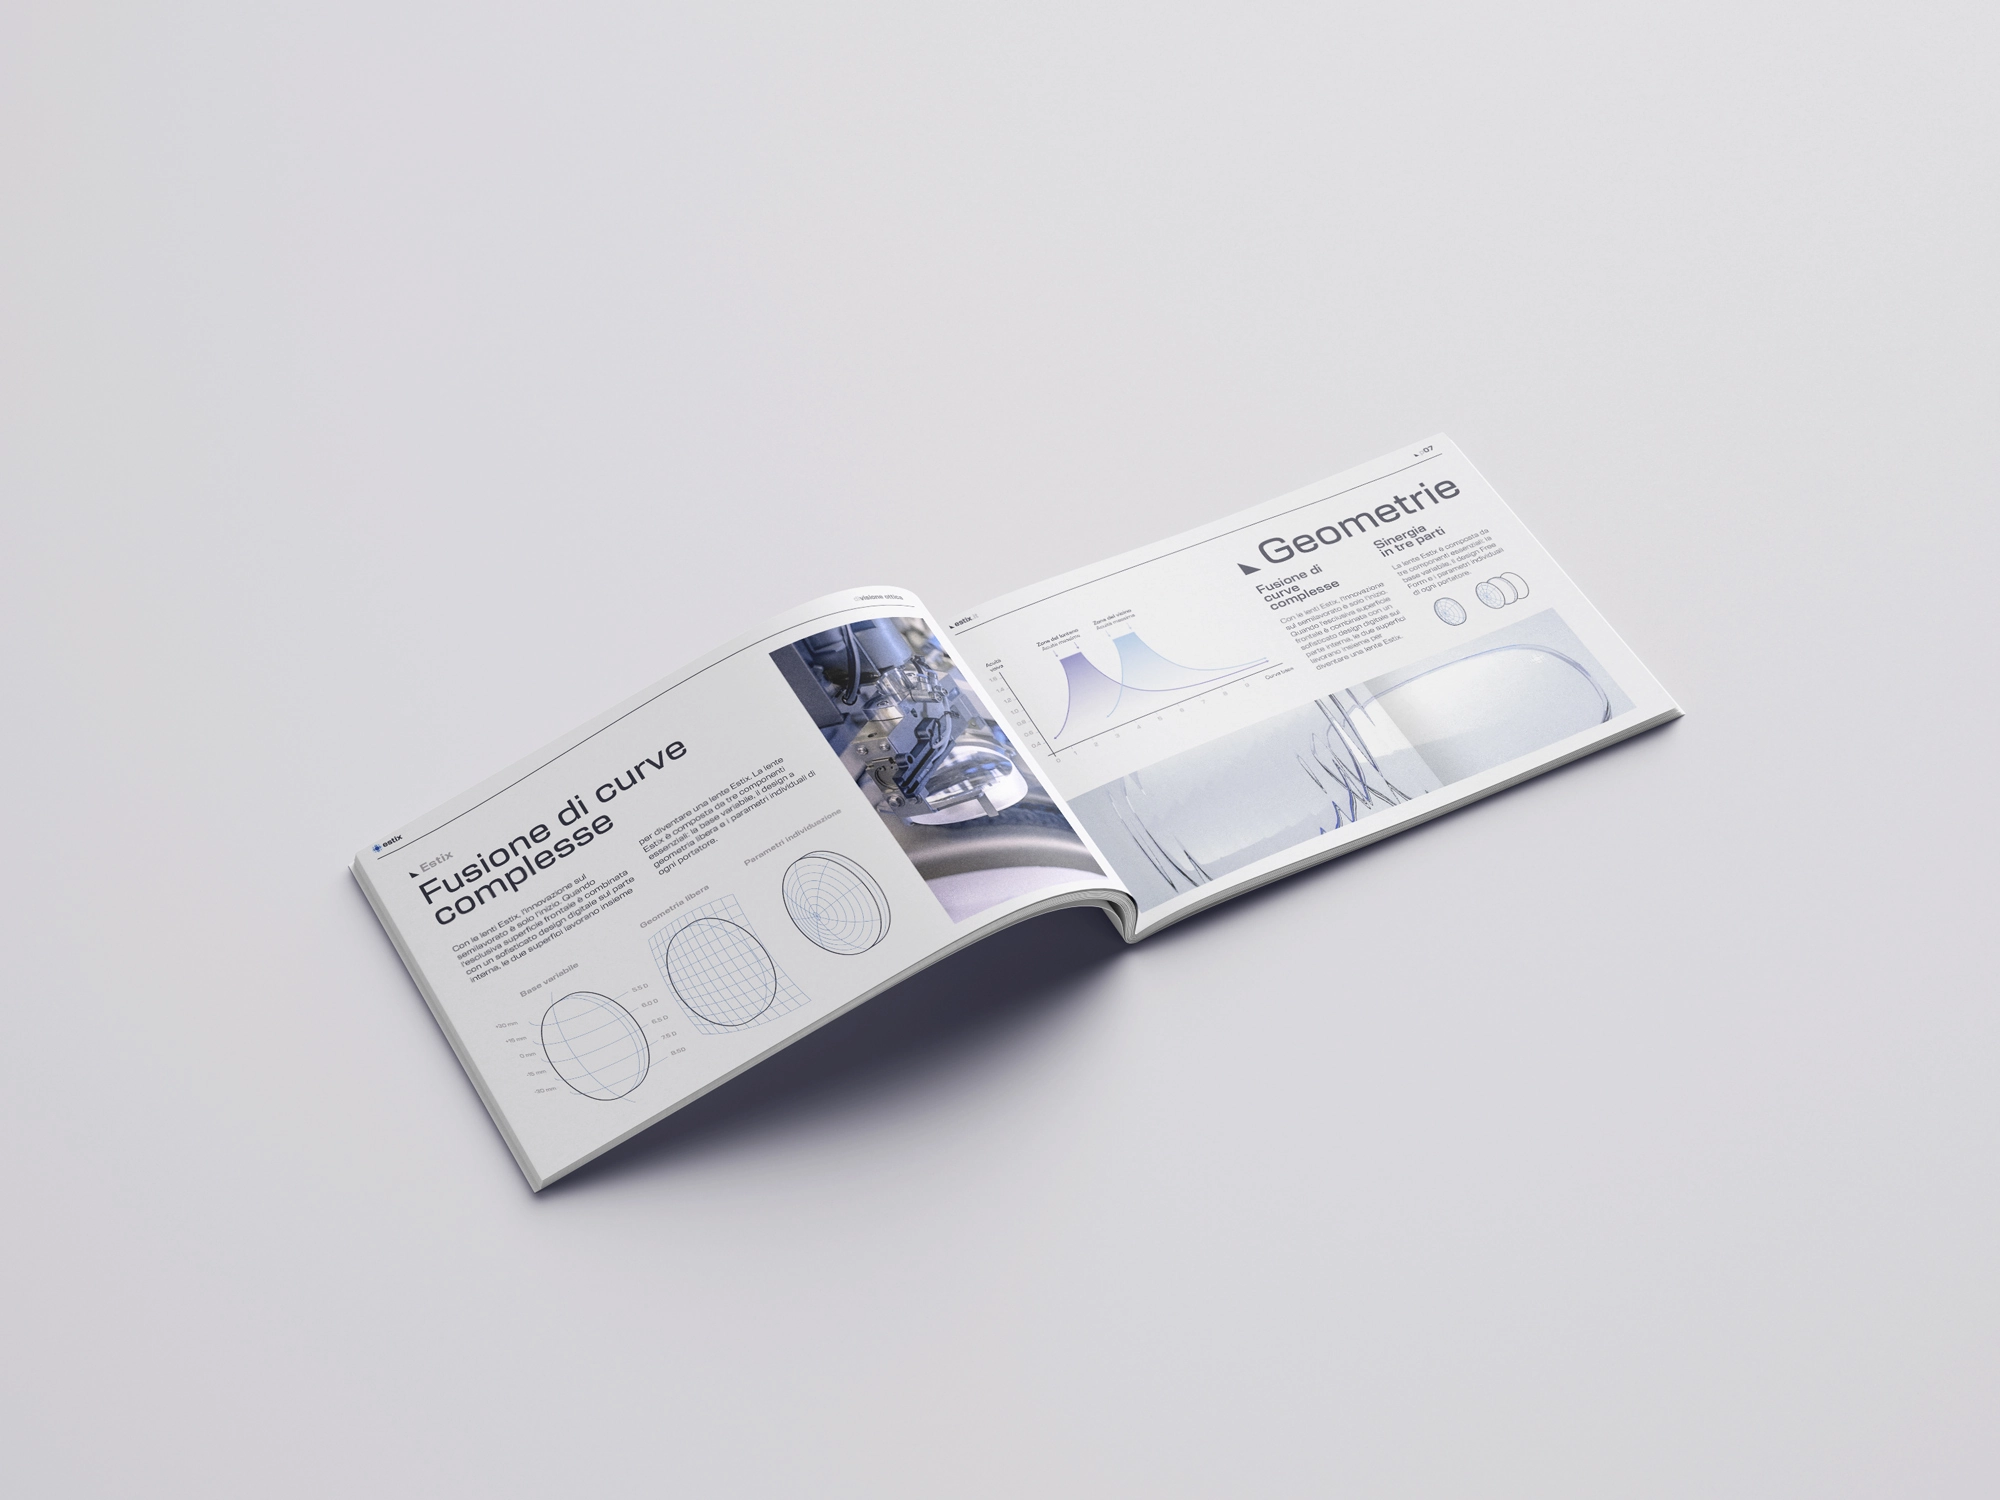 estix
visione ottica
Estix
Fusione di curve
complesse
Con le lenti Estix, l'innovazione sul
semilavorato è solo l'inizio. Quando
l'esclusiva superficie frontale è combinata
con un sofisticato design digitale sul parte
interna, le due superfici lavorano insieme
per diventare una lente Estix. La lente
Estix è composta da tre componenti
essenziali: la base variabile, il design a
geometria libera e i parametri individuali di
ogni portatore.
Base variabile
+30 mm
+15 mm
0 mm
-15 mm
-30 mm
5.5 D
6.0 D
6.5 D
7.5 D
8.50
Geometria libera
Parametri individuazione
estix
07
Geometrie
Acuità
visiva
1.6
1.4
1.2
1.0
0.8
0.6
0.4
0
1
2
3
4
5
6
7
8
9
Curva base
Zona del lontano
Acuità massima
Zona del vicino
Acuità massima
Fusione di
curve
complesse
Con le lenti Estix, l'innovazione
sul semilavorato è solo l'inizio.
Quando l'esclusiva superficie
frontale è combinata con un
sofisticato design digitale sul
parte interna, le due superfici
lavorano insieme per
diventare una lente Estix.
Sinergia
in tre parti
La lente Estix è composta da
tre componenti essenziali: la
base variabile, il design Free
Form e i parametri individuali
di ogni portatore.